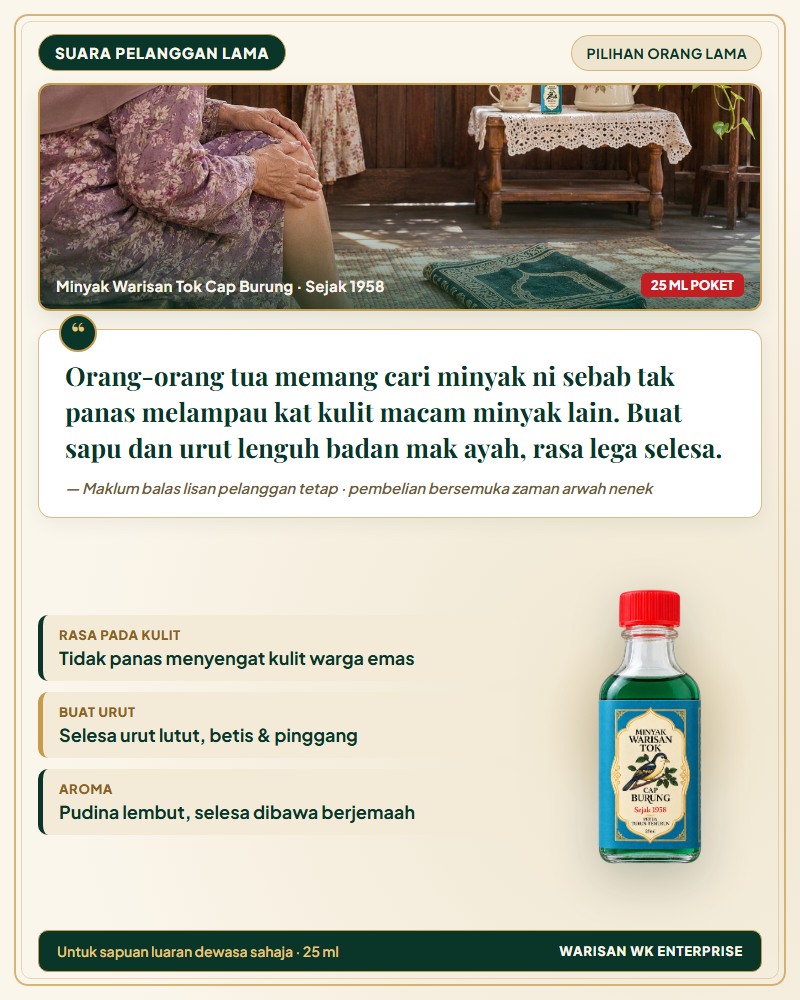 SUARA PELANGGAN LAMA
PILIHAN ORANG LAMA
Minyak Warisan Tok Cap Burung · Sejak 1958
25 ML POKET
“
Orang-orang tua memang cari minyak ni sebab tak
panas melampau kat kulit macam minyak lain. Buat
sapu dan urut lenguh badan mak ayah, rasa lega selesa.
— Maklum balas lisan pelanggan tetap · pembelian bersemuka zaman arwah nenek
RASA PADA KULIT
Tidak panas menyengat kulit warga emas
BUAT URUT
Selesa urut lutut, betis & pinggang
AROMA
Pudina lembut, selesa dibawa berjemaah
MINYAK
WARISAN
TOK
CAP
BURUNG
Sejak 1958
25ml
Untuk sapuan luaran dewasa sahaja · 25 ml
WARISAN WK ENTERPRISE